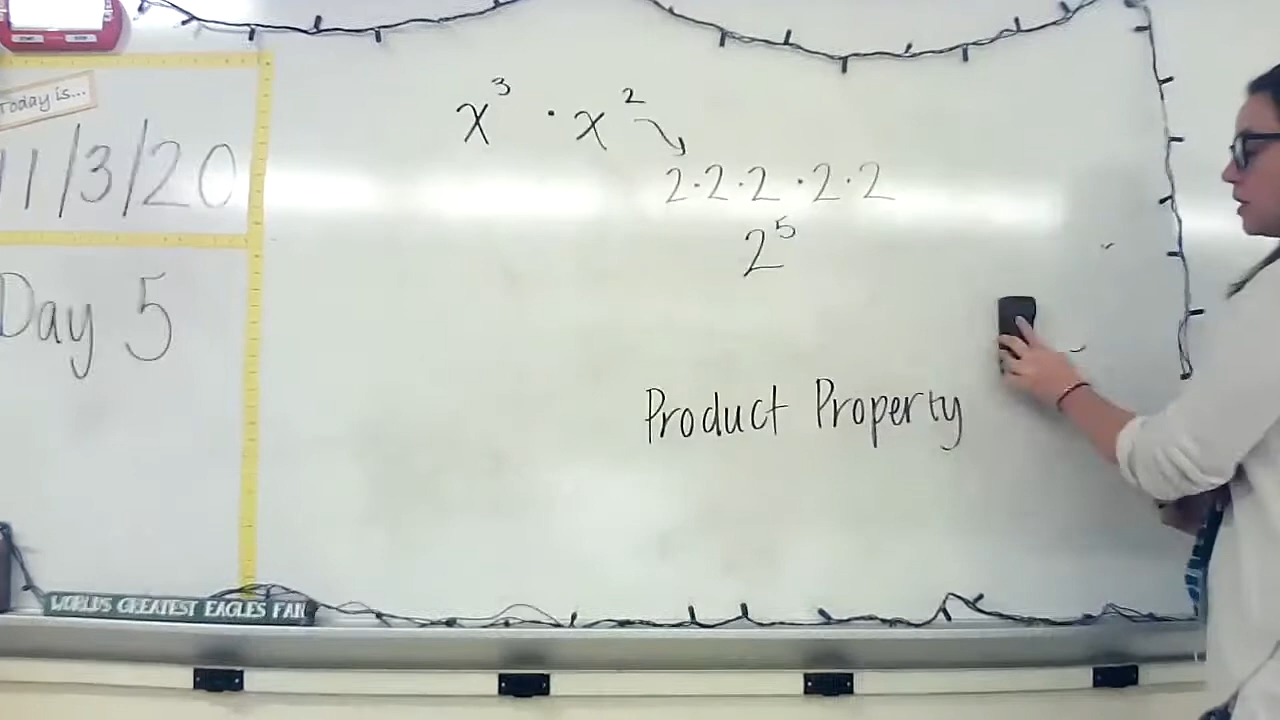 Today is...
11/3/20
Day 5
x³ · x²
2·2·2·2·2
2⁵
Product Property
WORLDS GREATEST EAGLES FAN